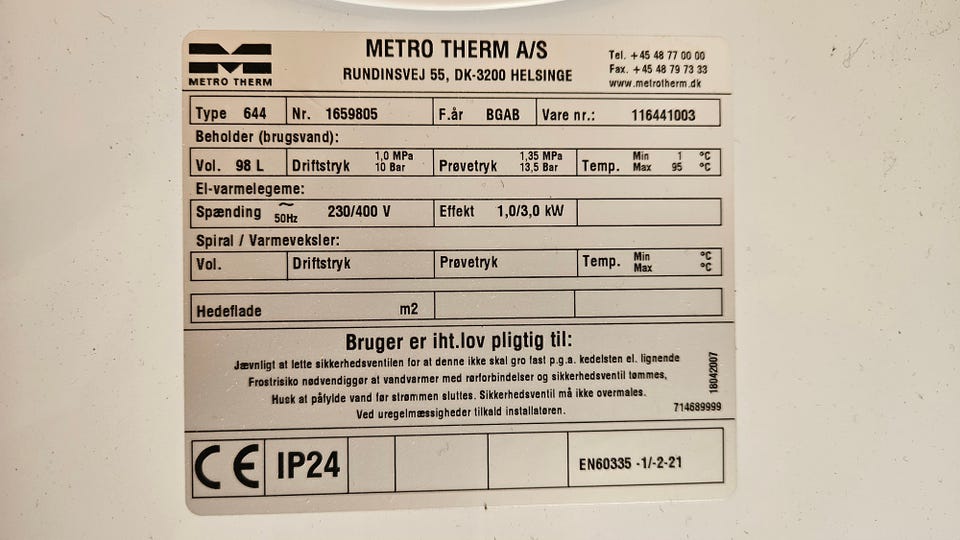 METRO THERM
METRO THERM A/S
RUNDINSVEJ 55, DK-3200 HELSINGE
Tel. +45 48 77 00 00
Fax. +45 48 79 73 33
www.metrotherm.dk
Type 644 Nr. 1659805 F.år BGAB Vare nr.: 116441003
Beholder (brugsvand):
Vol. 98 L Driftstryk 1,0 MPa 10 Bar Prøvetryk 1,35 MPa 13,5 Bar Temp. Min 1 °C Max 95 °C
El-varmelegeme:
Spænding ~ 50Hz 230/400 V Effekt 1,0/3,0 kW
Spiral / Varmeveksler:
Vol. Driftstryk Prøvetryk Temp. Min °C Max °C
Hedeflade m2
Bruger er iht.lov pligtig til:
Jævnligt at lette sikkerhedsventilen for at denne ikke skal gro fast p.g.a. kedelsten el. lignende
Frostrisiko nødvendiggør at vandvarmer med rørforbindelser og sikkerhedsventil tømmes,
Husk at påfylde vand før strømmen sluttes. Sikkerhedsventil må ikke overmales.
Ved uregelmæssigheder tilkald installatøren.
18042007
714689999
CE IP24 EN60335 -1/-2-21